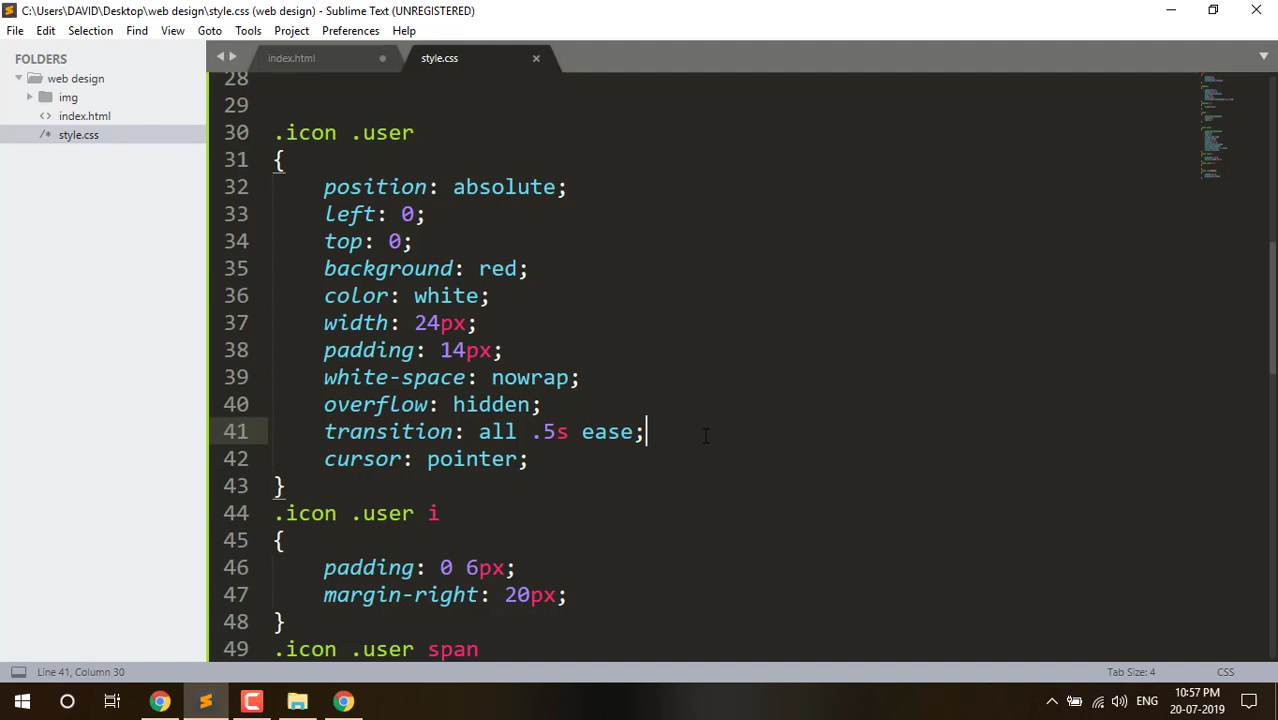 C:\Users\DAVID\Desktop\web design\style.css (web design) - Sublime Text (UNREGISTERED)
File Edit Selection Find View Goto Tools Project Preferences Help
FOLDERS
web design
img
index.html
style.css
index.html style.css
28
29
30 .icon .user
31 {
32 position: absolute;
33 left: 0;
34 top: 0;
35 background: red;
36 color: white;
37 width: 24px;
38 padding: 14px;
39 white-space: nowrap;
40 overflow: hidden;
41 transition: all .5s ease;
42 cursor: pointer;
43 }
44 .icon .user i
45 {
46 padding: 0 6px;
47 margin-right: 20px;
48 }
49 .icon .user span
Line 41, Column 30 Tab Size: 4 CSS
ENG 10:57 PM
20-07-2019